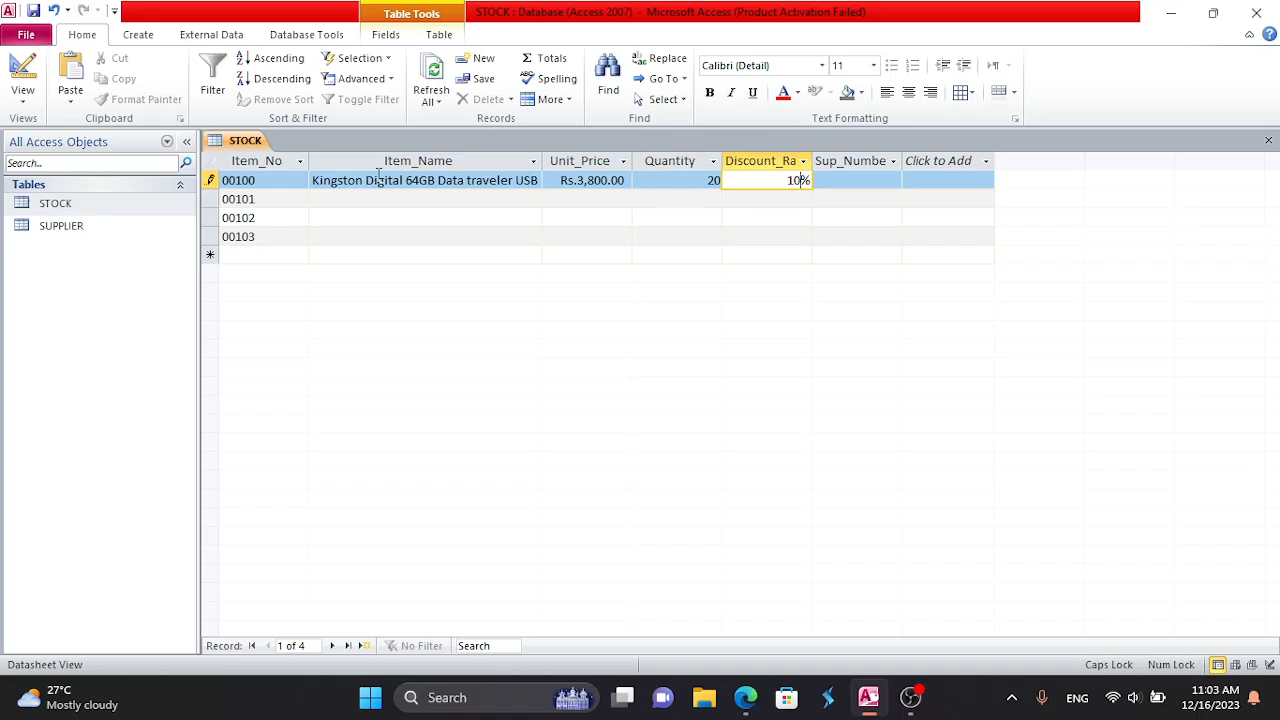 Table Tools
STOCK : Database (Access 2007) - Microsoft Access (Product Activation Failed)
File
Home
Create
External Data
Database Tools
Fields
Table
View
Views
Paste
Cut
Copy
Format Painter
Clipboard
Filter
Ascending
Descending
Remove Sort
Selection
Advanced
Toggle Filter
Sort & Filter
Refresh
All
New
Save
Delete
Totals
Spelling
More
Records
Find
Replace
Go To
Select
Find
Calibri (Detail)
11
B I U
A
Text Formatting
All Access Objects
Search...
Tables
STOCK
SUPPLIER
STOCK
Item_No Item_Name Unit_Price Quantity Discount_Ra Sup_Numbe Click to Add
00100 Kingston Digital 64GB Data traveler USB Rs.3,800.00 20 10%
00101
00102
00103
Record: 1 of 4 No Filter Search
Datasheet View
Caps Lock Num Lock
27°C
Mostly cloudy
Search
ENG
11:03 AM
12/16/2023